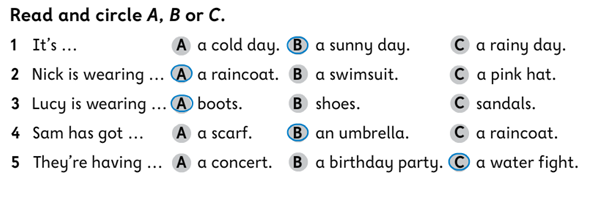 Read and circle A, B or C.
1 It's ... A a cold day. B a sunny day. C a rainy day.
2 Nick is wearing ... A a raincoat. B a swimsuit. C a pink hat.
3 Lucy is wearing ... A boots. B shoes. C sandals.
4 Sam has got ... A a scarf. B an umbrella. C a raincoat.
5 They're having ... A a concert. B a birthday party. C a water fight.